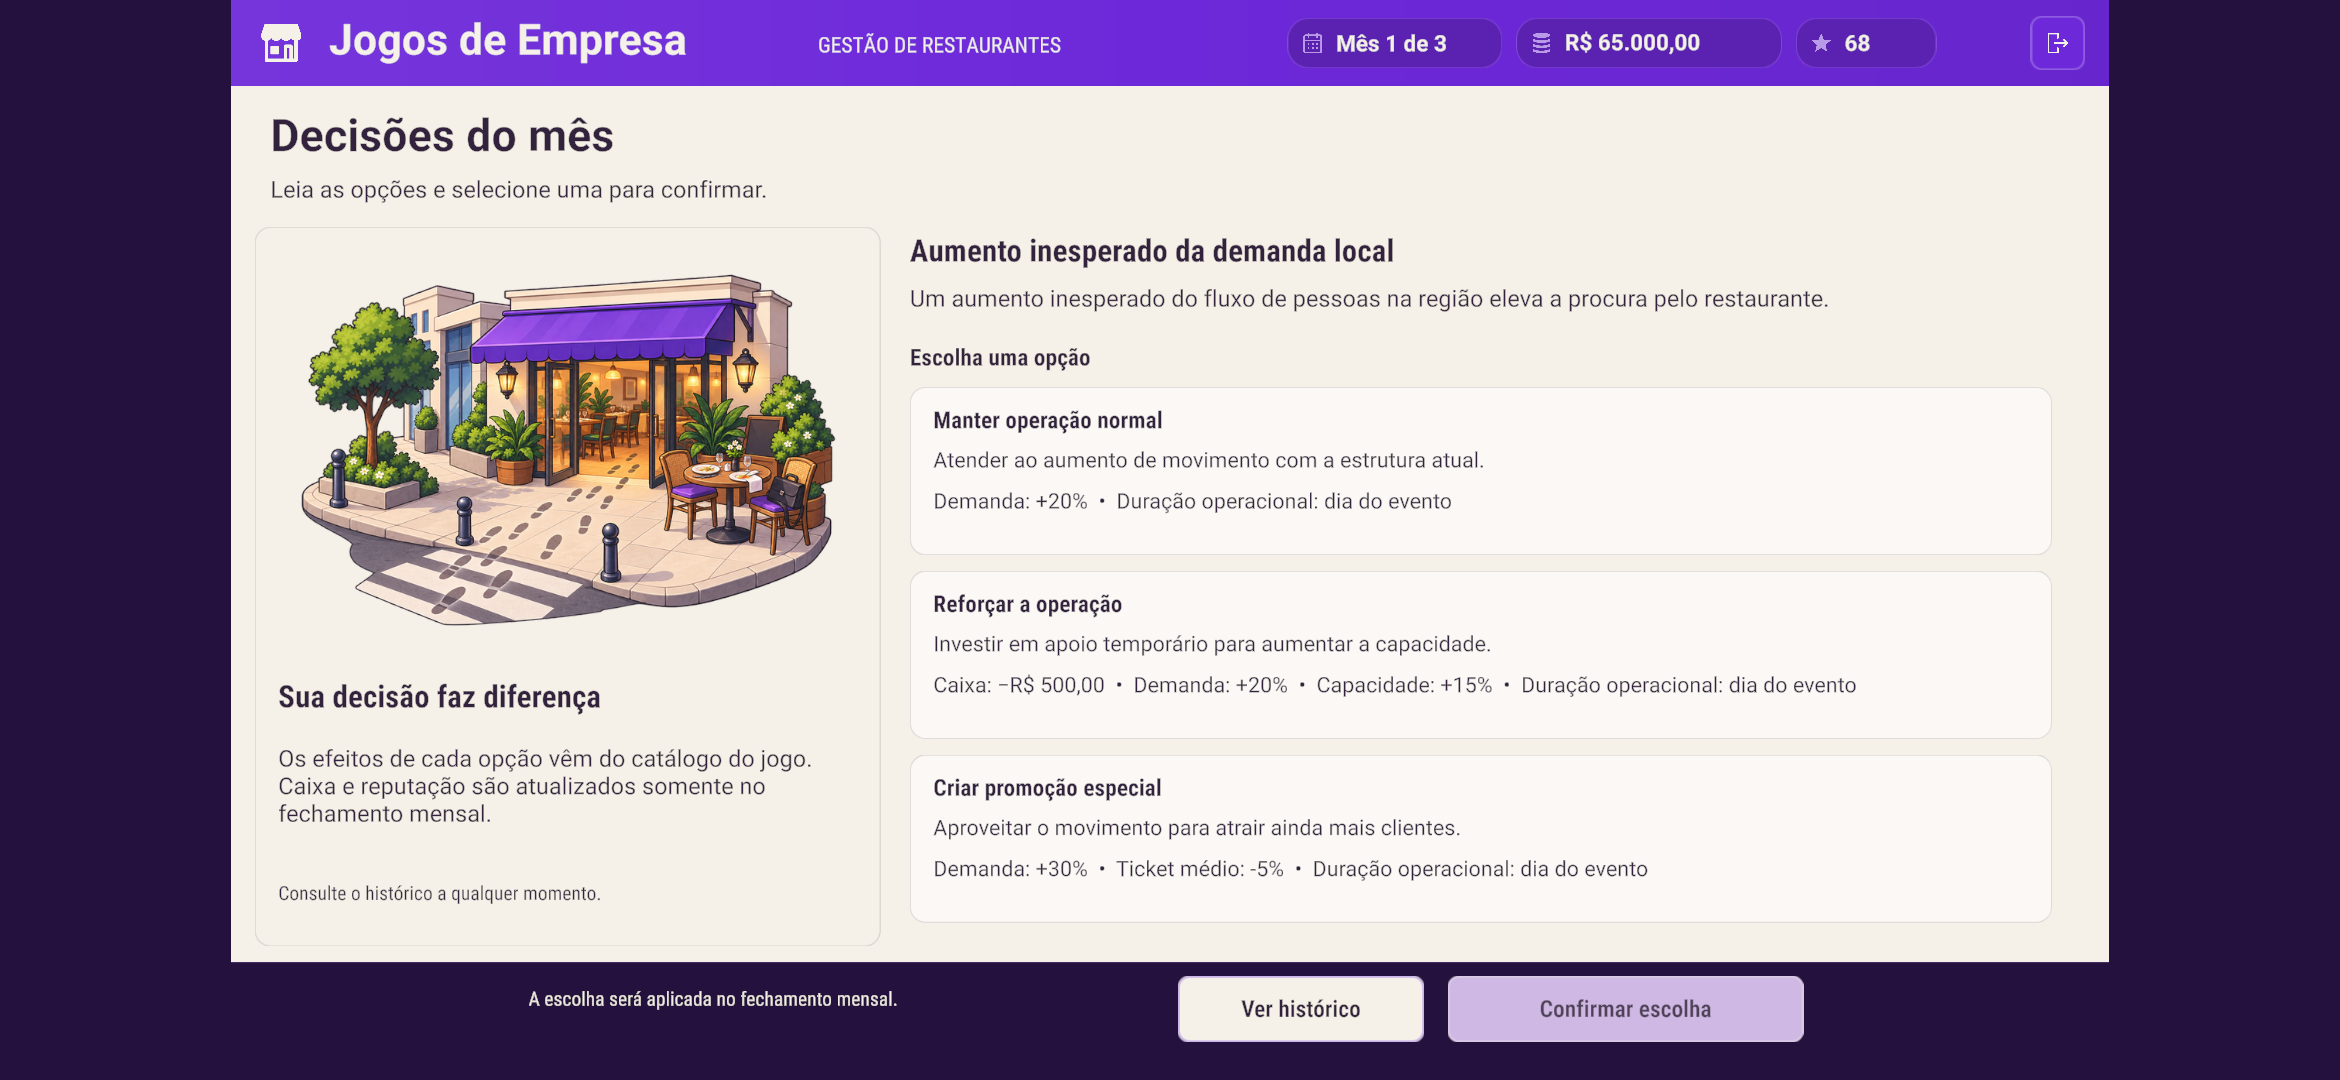 Jogos de Empresa
GESTÃO DE RESTAURANTES
Mês 1 de 3
R$ 65.000,00
68
Decisões do mês
Leia as opções e selecione uma para confirmar.
Sua decisão faz diferença
Os efeitos de cada opção vêm do catálogo do jogo.
Caixa e reputação são atualizados somente no
fechamento mensal.
Consulte o histórico a qualquer momento.
Aumento inesperado da demanda local
Um aumento inesperado do fluxo de pessoas na região eleva a procura pelo restaurante.
Escolha uma opção
Manter operação normal
Atender ao aumento de movimento com a estrutura atual.
Demanda: +20% • Duração operacional: dia do evento
Reforçar a operação
Investir em apoio temporário para aumentar a capacidade.
Caixa: −R$ 500,00 • Demanda: +20% • Capacidade: +15% • Duração operacional: dia do evento
Criar promoção especial
Aproveitar o movimento para atrair ainda mais clientes.
Demanda: +30% • Ticket médio: -5% • Duração operacional: dia do evento
A escolha será aplicada no fechamento mensal.
Ver histórico
Confirmar escolha